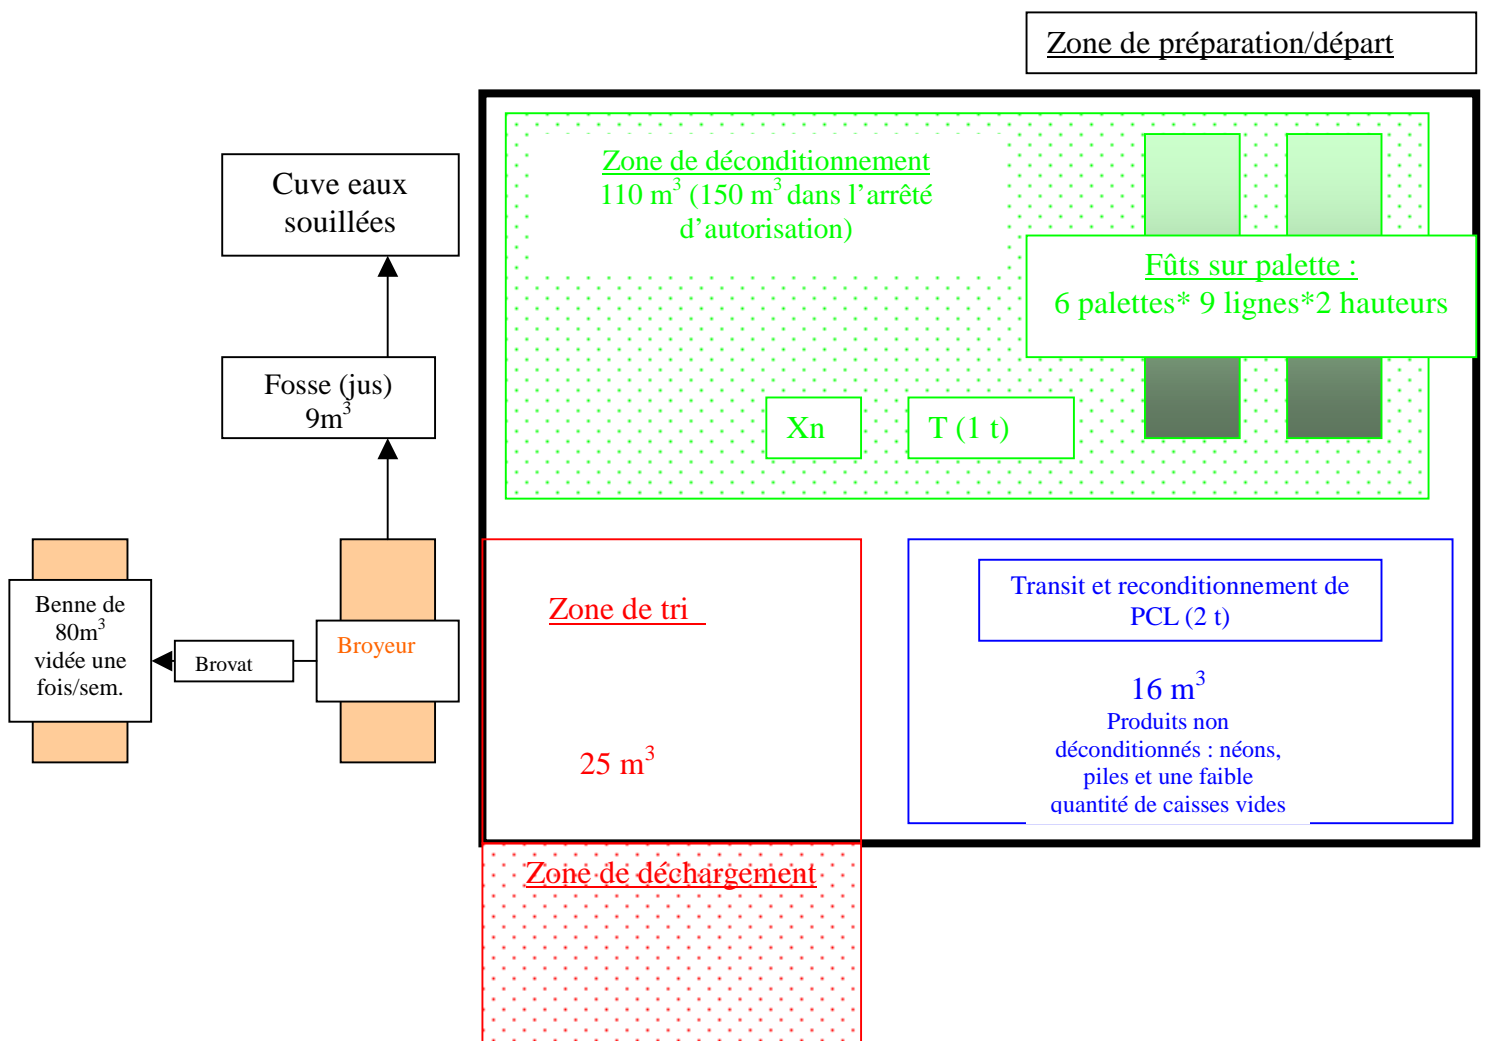 Zone de préparation/départ
Zone de déconditionnement
110 m³ (150 m³ dans l’arrêté
d’autorisation)
Cuve eaux
souillées
Fûts sur palette :
6 palettes* 9 lignes*2 hauteurs
Fosse (jus)
9m³
Xn
T (1 t)
Benne de
80m³
vidée une
fois/sem.
Brovat
Broyeur
Zone de tri
25 m³
Transit et reconditionnement de
PCL (2 t)
16 m³
Produits non
déconditionnés : néons,
piles et une faible
quantité de caisses vides
Zone de déchargement